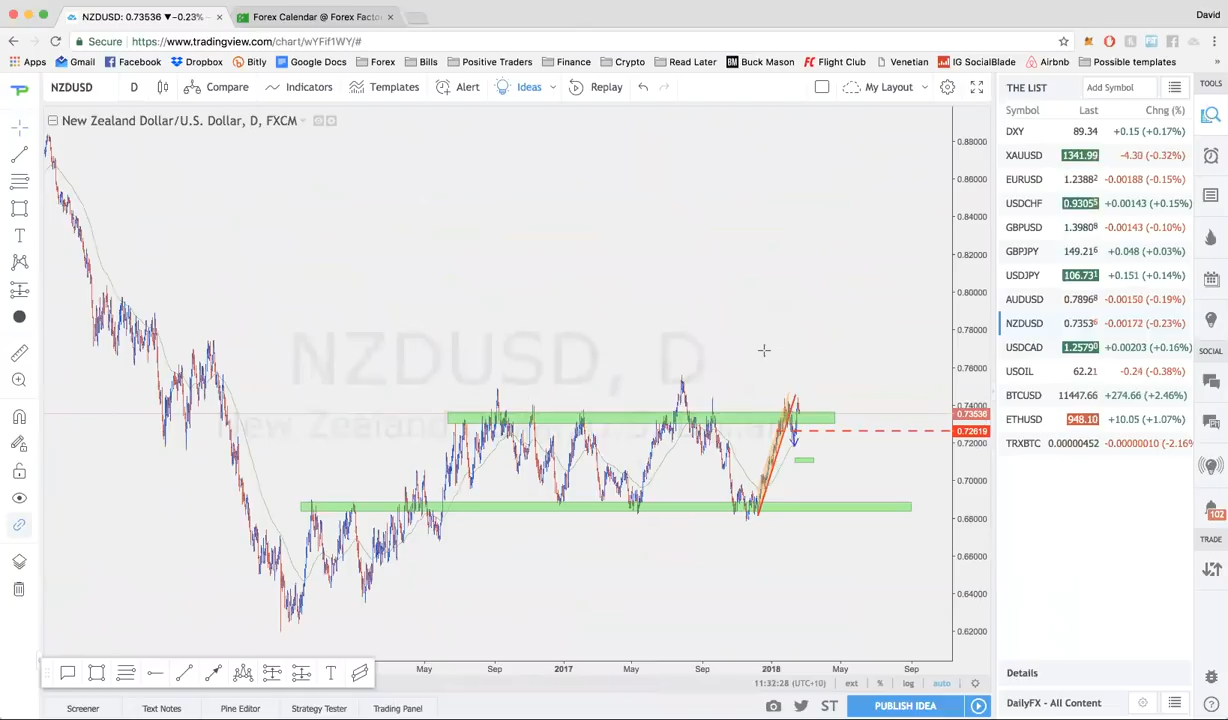 NZDUSD: 0.73536 ▼−0.23%
Forex Calendar @ Forex Facto
David
Secure
https://www.tradingview.com/chart/wYFif1WY/#
Apps Gmail Facebook Dropbox Bitly Google Docs Forex Bills Positive Traders Finance Crypto Read Later Buck Mason Flight Club Venetian IG SocialBlade Airbnb Possible templates »
NZDUSD D Compare Indicators Templates Alert Ideas Replay My Layout
THE LIST Add Symbol TOOLS
Symbol Last Chng (%)
New Zealand Dollar/U.S. Dollar, D, FXCM
DXY 89.34 +0.15 (+0.17%)
XAUUSD 1341.99 -4.30 (-0.32%)
EURUSD 1.23882 -0.00188 (-0.15%)
USDCHF 0.93055 +0.00143 (+0.15%)
GBPUSD 1.39808 -0.00143 (-0.10%)
GBPJPY 149.216 +0.048 (+0.03%)
USDJPY 106.731 +0.151 (+0.14%)
AUDUSD 0.78968 -0.00150 (-0.19%)
NZDUSD 0.73536 -0.00172 (-0.23%)
USDCAD 1.25790 +0.00203 (+0.16%)
USOIL 62.21 -0.24 (-0.38%)
BTCUSD 11447.66 +274.66 (+2.46%)
ETHUSD 948.10 +10.05 (+1.07%)
TRXBTC 0.00000452 -0.00000010 (-2.16%
SOCIAL
102
TRADE
0.88000
0.86000
0.84000
0.82000
0.80000
0.78000
0.76000
0.74000
0.73536
0.72619
0.72000
0.70000
0.68000
0.66000
0.64000
0.62000
NZDUSD, D
New Zealand Dollar/U.S. Dollar
May Sep 2017 May Sep 2018 May Sep
11:32:28 (UTC+10) ext % log auto
Details
Screener Text Notes Pine Editor Strategy Tester Trading Panel
ST PUBLISH IDEA
DailyFX - All Content